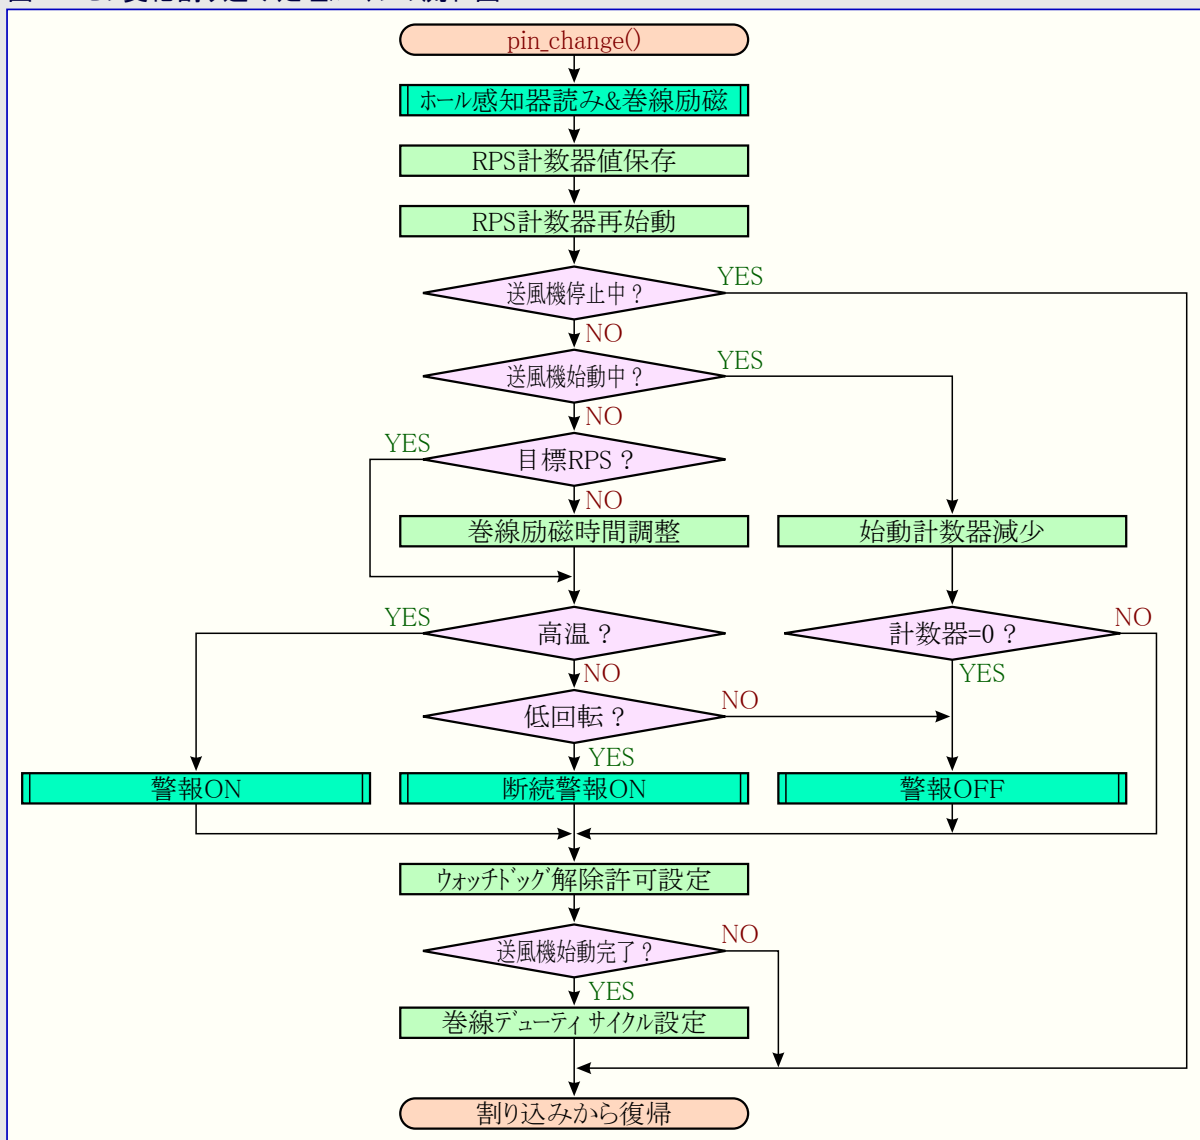 pin_change()
ホール感知器読み&巻線励磁
RPS計数器値保存
RPS計数器再始動
送風機停止中？
YES
NO
送風機始動中？
YES
NO
目標RPS？
YES
NO
巻線励磁時間調整
始動計数器減少
高温？
YES
NO
計数器=0？
NO
YES
低回転？
NO
YES
警報ON
断続警報ON
警報OFF
ウォッチドッグ解除許可設定
送風機始動完了？
NO
YES
巻線デューティサイクル設定
割り込みから復帰